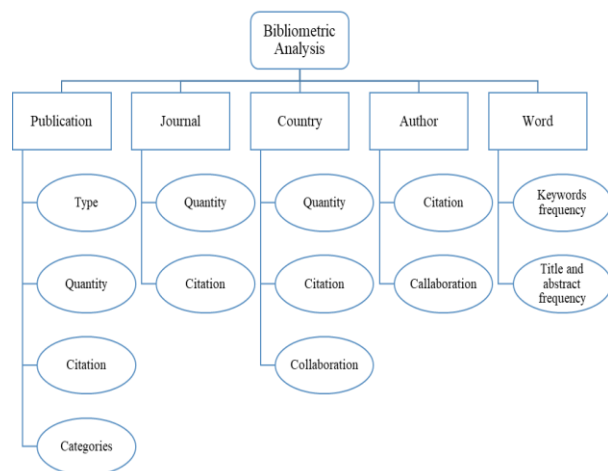 Bibliometric
Analysis
Publication
Journal
Country
Author
Word
Type
Quantity
Quantity
Citation
Keywords
frequency
Quantity
Citation
Citation
Callaboration
Title and
abstract
frequency
Citation
Collaboration
Categories